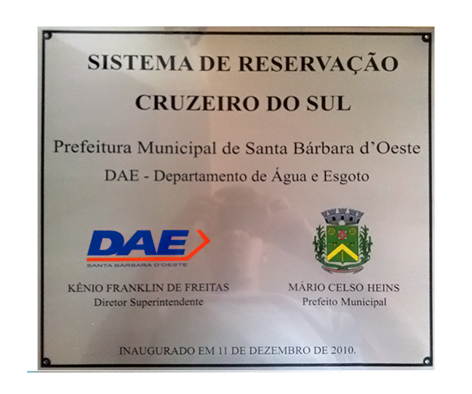 SISTEMA DE RESERVAÇÃO
CRUZEIRO DO SUL
Prefeitura Municipal de Santa Bárbara d'Oeste
DAE - Departamento de Água e Esgoto
DAE
SANTA BÁRBARA D'OESTE
KÊNIO FRANKLIN DE FREITAS
Diretor Superintendente
MÁRIO CELSO HEINS
Prefeito Municipal
INAUGURADO EM 11 DE DEZEMBRO DE 2010.